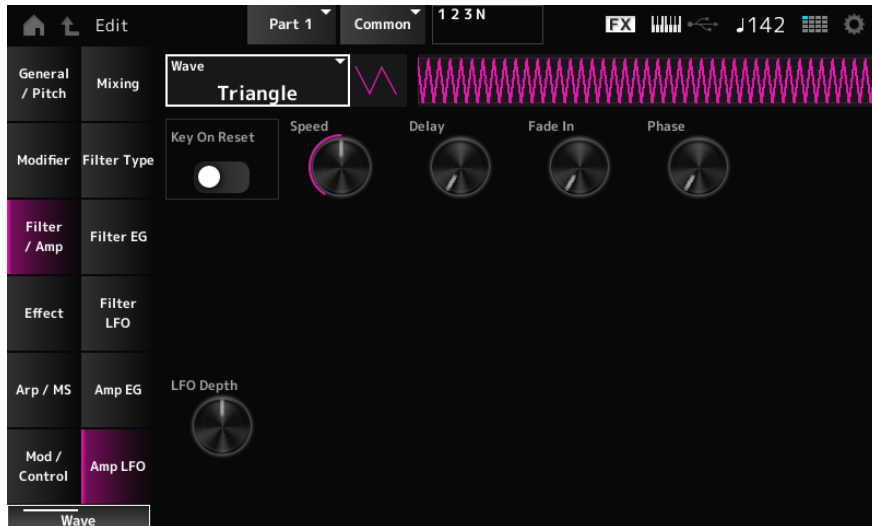 Edit
Part 1
Common
1 2 3 N
FX
♩142
General
/ Pitch
Mixing
Wave
Triangle
Modifier
Filter Type
Key On Reset
Speed
Delay
Fade In
Phase
Filter
/ Amp
Filter EG
Effect
Filter
LFO
Arp / MS
Amp EG
LFO Depth
Mod /
Control
Amp LFO
Wave